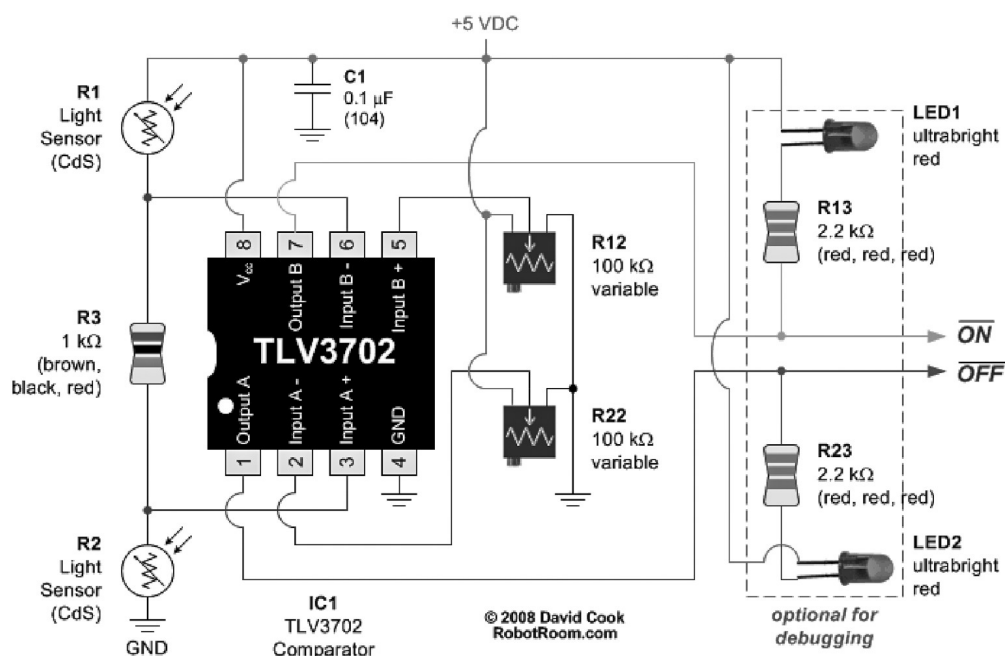 +5 VDC
R1
Light
Sensor
(CdS)
C1
0.1 µF
(104)
LED1
ultrabright
red
R13
2.2 kΩ
(red, red, red)
R12
100 kΩ
variable
8
7
6
5
Vcc
Output B
Input B -
Input B +
R3
1 kΩ
(brown,
black, red)
TLV3702
ON
OFF
Output A
Input A -
Input A +
GND
1
2
3
4
R22
100 kΩ
variable
R23
2.2 kΩ
(red, red, red)
R2
Light
Sensor
(CdS)
GND
LED2
ultrabright
red
IC1
TLV3702
Comparator
© 2008 David Cook
RobotRoom.com
optional for
debugging